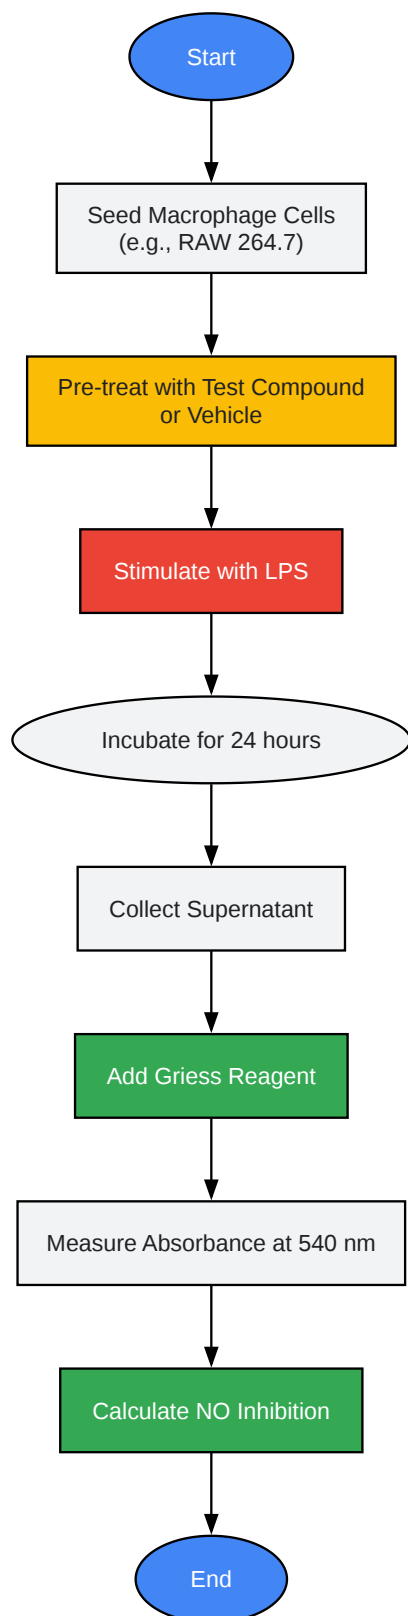 Start
Seed Macrophage Cells
(e.g., RAW 264.7)
Pre-treat with Test Compound
or Vehicle
Stimulate with LPS
Incubate for 24 hours
Collect Supernatant
Add Griess Reagent
Measure Absorbance at 540 nm
Calculate NO Inhibition
End